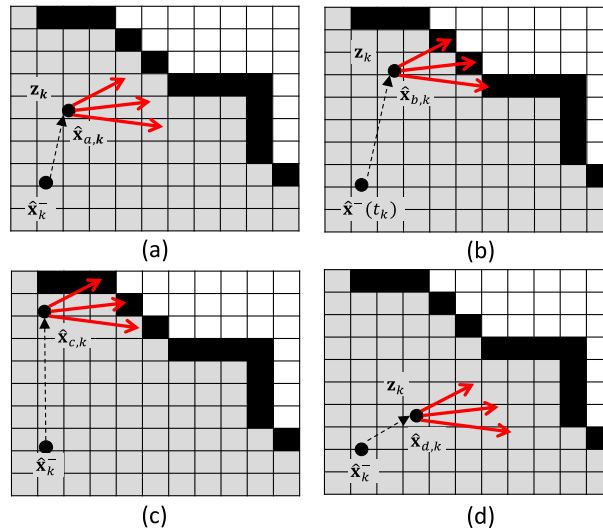 z_k
x̂_{a,k}
x̂_k^-
(a)
z_k
x̂_{b,k}
x̂^-(t_k)
(b)
x̂_{c,k}
x̂_k^-
(c)
z_k
x̂_{d,k}
x̂_k^-
(d)